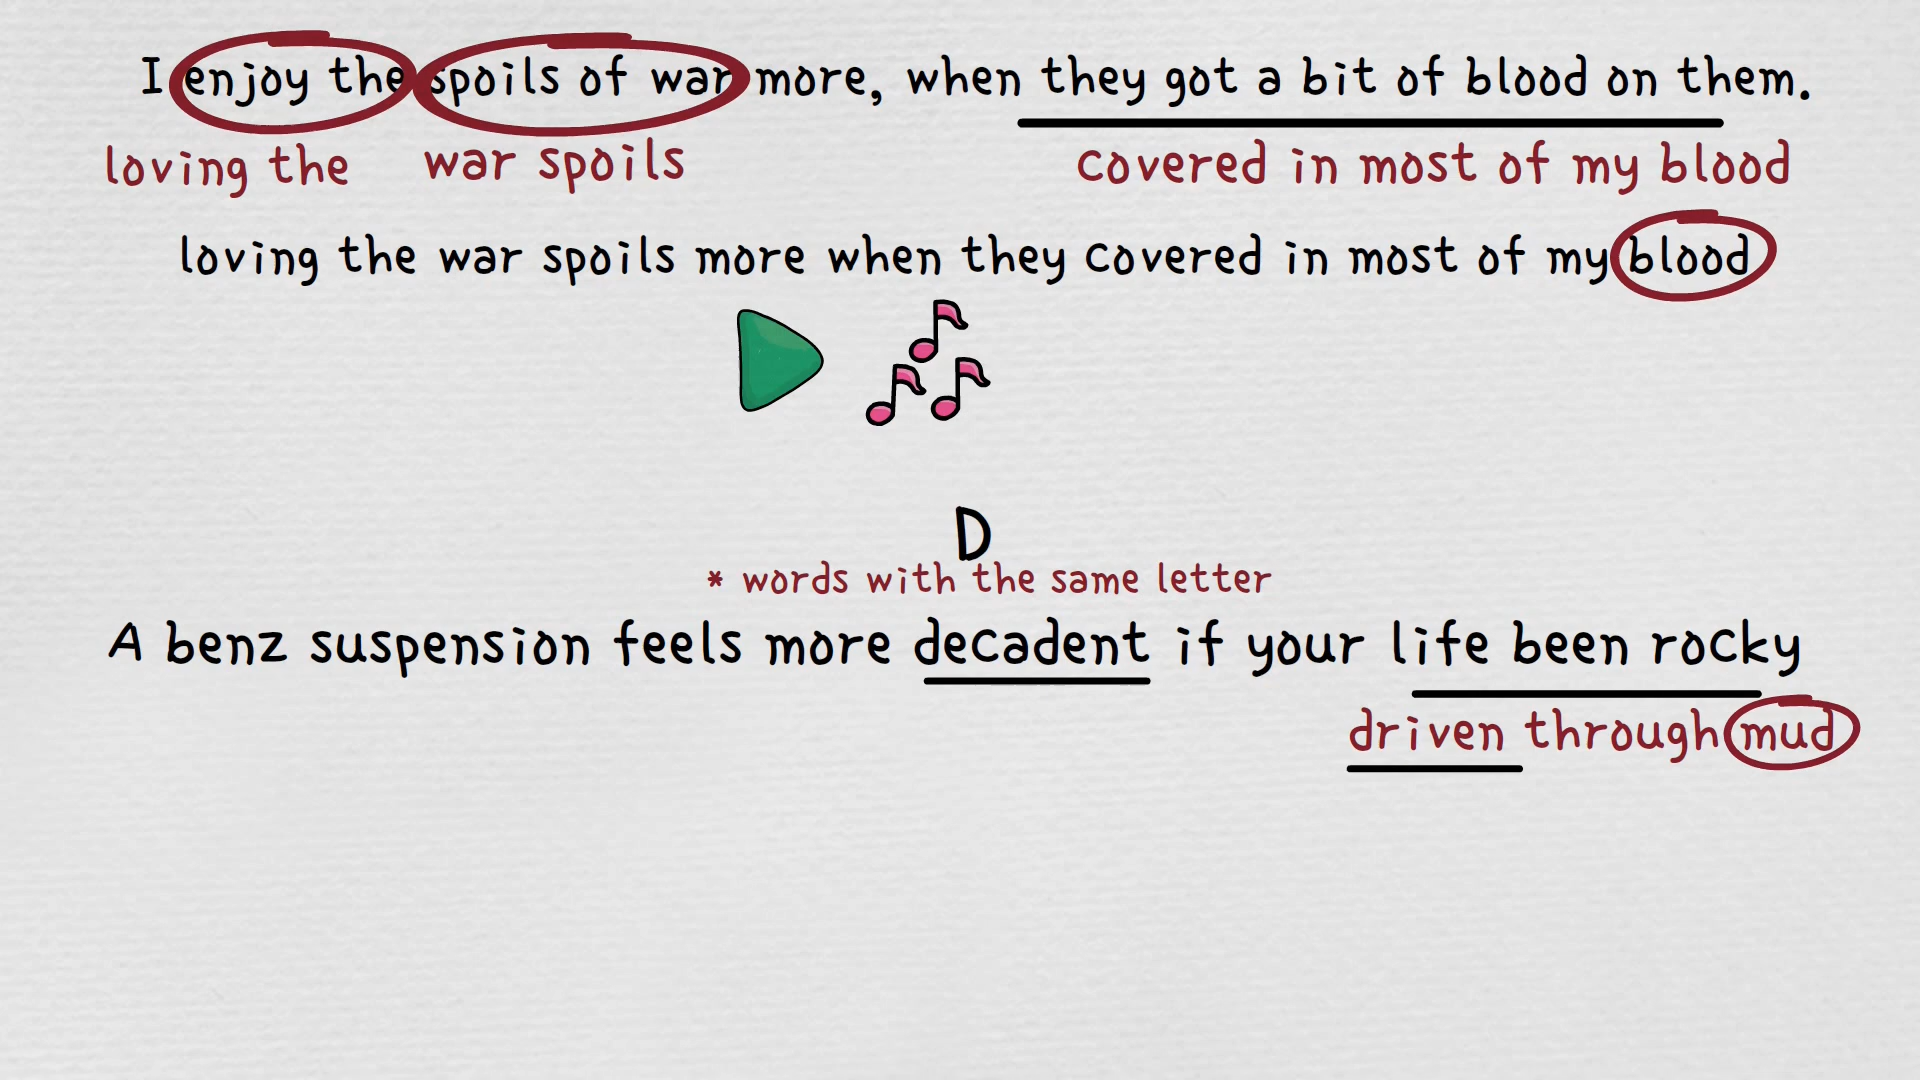 I enjoy the spoils of war more, when they got a bit of blood on them.
loving the war spoils covered in most of my blood
loving the war spoils more when they covered in most of my blood
D
* words with the same letter
A benz suspension feels more decadent if your life been rocky
driven through mud